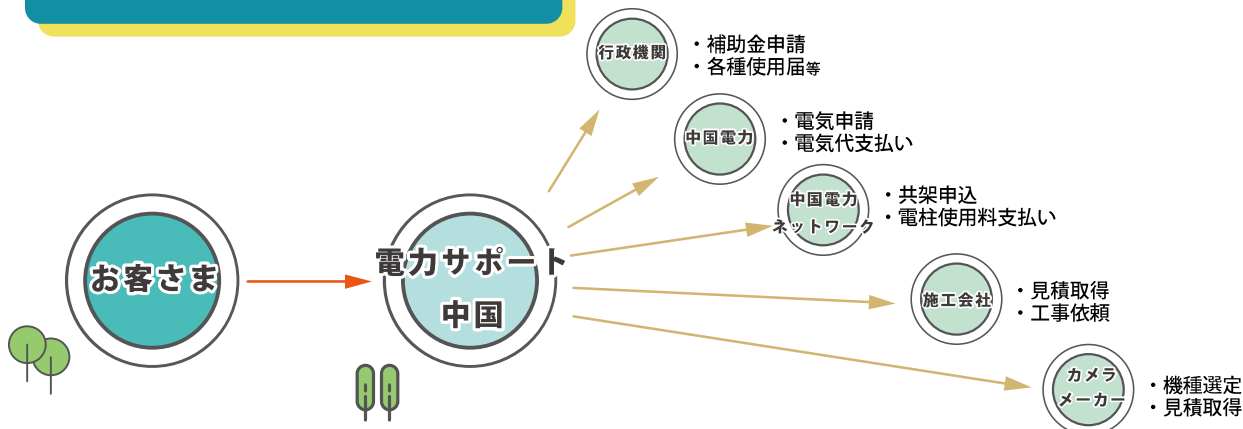 行政機関
・補助金申請
・各種使用届等
中国電力
・電気申請
・電気代支払い
中国電力
ネットワーク
・共架申込
・電柱使用料支払い
お客さま
電力サポート
中国
施工会社
・見積取得
・工事依頼
カメラ
メーカー
・機種選定
・見積取得